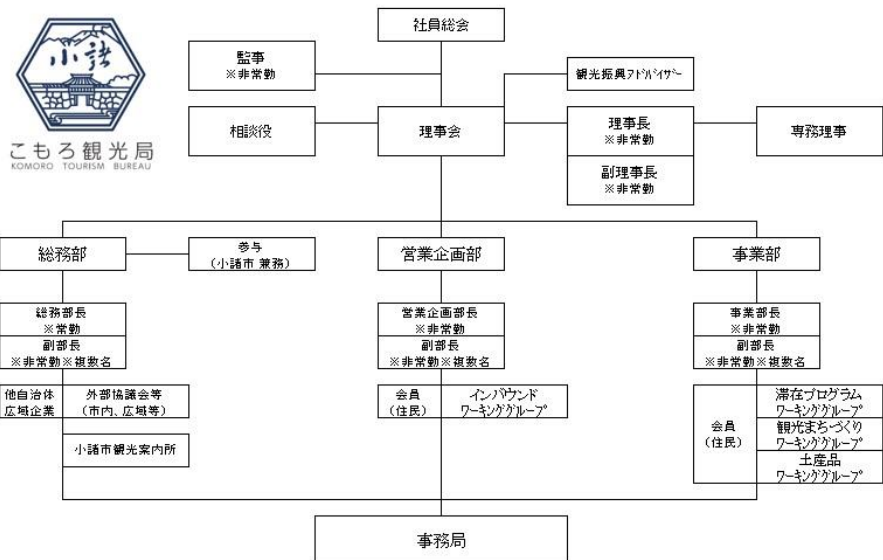 小諸
こもろ観光局
KOMORO TOURISM BUREAU
社員総会
監事
※非常勤
観光振興ｱﾄﾞﾊﾞｲｻﾞｰ
相談役
理事会
理事長
※非常勤
専務理事
副理事長
※非常勤
総務部
参与
(小諸市 兼務)
営業企画部
事業部
総務部長
※常勤
副部長
※非常勤※複数名
営業企画部長
※非常勤
副部長
※非常勤※複数名
事業部長
※非常勤
副部長
※非常勤※複数名
他自治体
広域企業
外部協議会等
(市内、広域等)
小諸市観光案内所
会員
(住民)
インバウンド
ﾜｰｷﾝｸﾞｸﾞﾙｰﾌﾟ
会員
(住民)
滞在プログラム
ﾜｰｷﾝｸﾞｸﾞﾙｰﾌﾟ
観光まちづくり
ﾜｰｷﾝｸﾞｸﾞﾙｰﾌﾟ
土産品
ﾜｰｷﾝｸﾞｸﾞﾙｰﾌﾟ
事務局